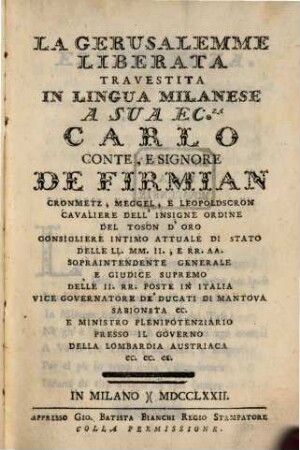 LA GERUSALEMME
LIBERATA
TRAVESTITA
IN LINGUA MILANESE
A SUA EC.ZA
CARLO
CONTE, E SIGNORE
DE FIRMIAN
CRONMETZ, MEGGEL, E LEOPOLDSCRON
CAVALIERE DELL' INSIGNE ORDINE
DEL TOSON D' ORO
CONSIGLIERE INTIMO ATTUALE DI STATO
DELLE LL. MM. II., E RR. AA.
SOPRAINTENDENTE GENERALE
E GIUDICE SUPREMO
DELLE II. RR. POSTE IN ITALIA
VICE GOVERNATORE DE' DUCATI DI MANTOVA
SABIONETA EC.
E MINISTRO PLENIPOTENZIARIO
PRESSO IL GOVERNO
DELLA LOMBARDIA AUSTRIACA
EC. EC. EC.
IN MILANO )( MDCCLXXII.
APPRESSO GIO. BATISTA BIANCHI REGIO STAMPATORE
COLLA PERMISSIONE.